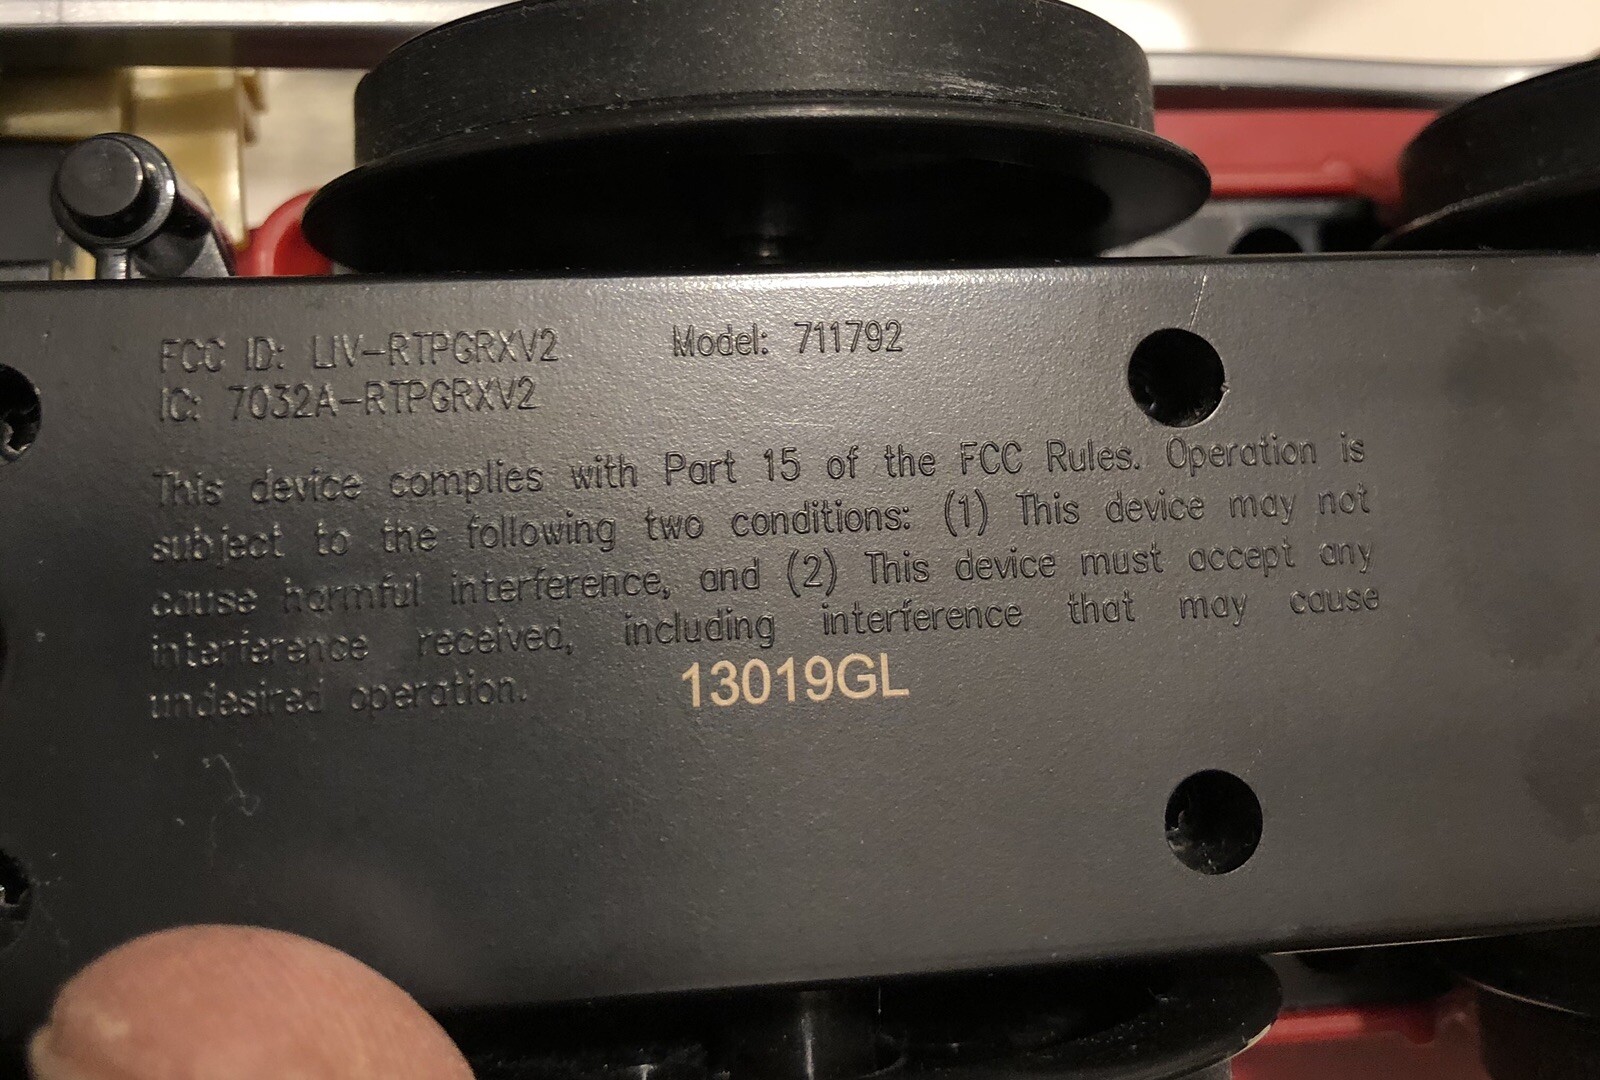 FCC ID: LIV-RTPGRXV2 Model: 711792
IC: 7032A-RTPGRXV2
This device complies with Part 15 of the FCC Rules. Operation is
subject to the following two conditions: (1) This device may not
cause harmful interference, and (2) This device must accept any
interference received, including interference that may cause
undesired operation.
13019GL